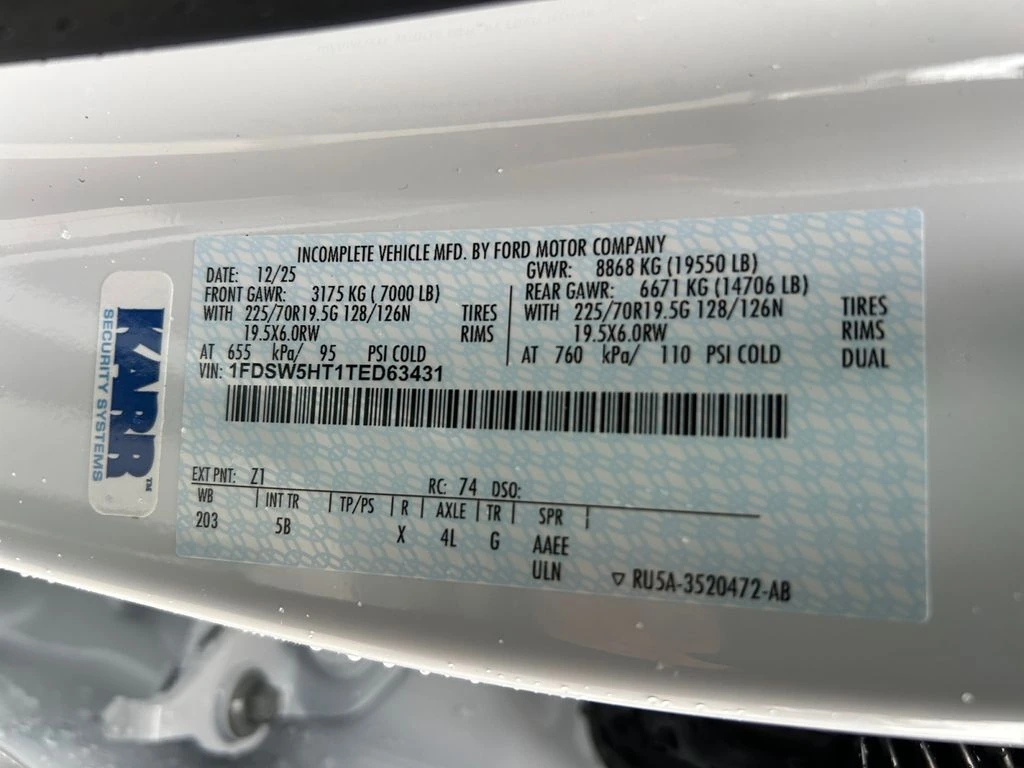 INCOMPLETE VEHICLE MFD. BY FORD MOTOR COMPANY
DATE: 12/25 GVWR: 8868 KG (19550 LB)
FRONT GAWR: 3175 KG ( 7000 LB) REAR GAWR: 6671 KG (14706 LB)
WITH 225/70R19.5G 128/126N TIRES WITH 225/70R19.5G 128/126N TIRES
19.5X6.0RW RIMS 19.5X6.0RW RIMS
AT 655 kPa/ 95 PSI COLD AT 760 kPa/ 110 PSI COLD DUAL
VIN: 1FDSW5HT1TED63431
EXT PNT: Z1 RC: 74 DSO:
WB INT TR TP/PS R AXLE TR SPR
203 5B X 4L G AAEE
ULN RU5A-3520472-AB
KARR™
SECURITY SYSTEMS